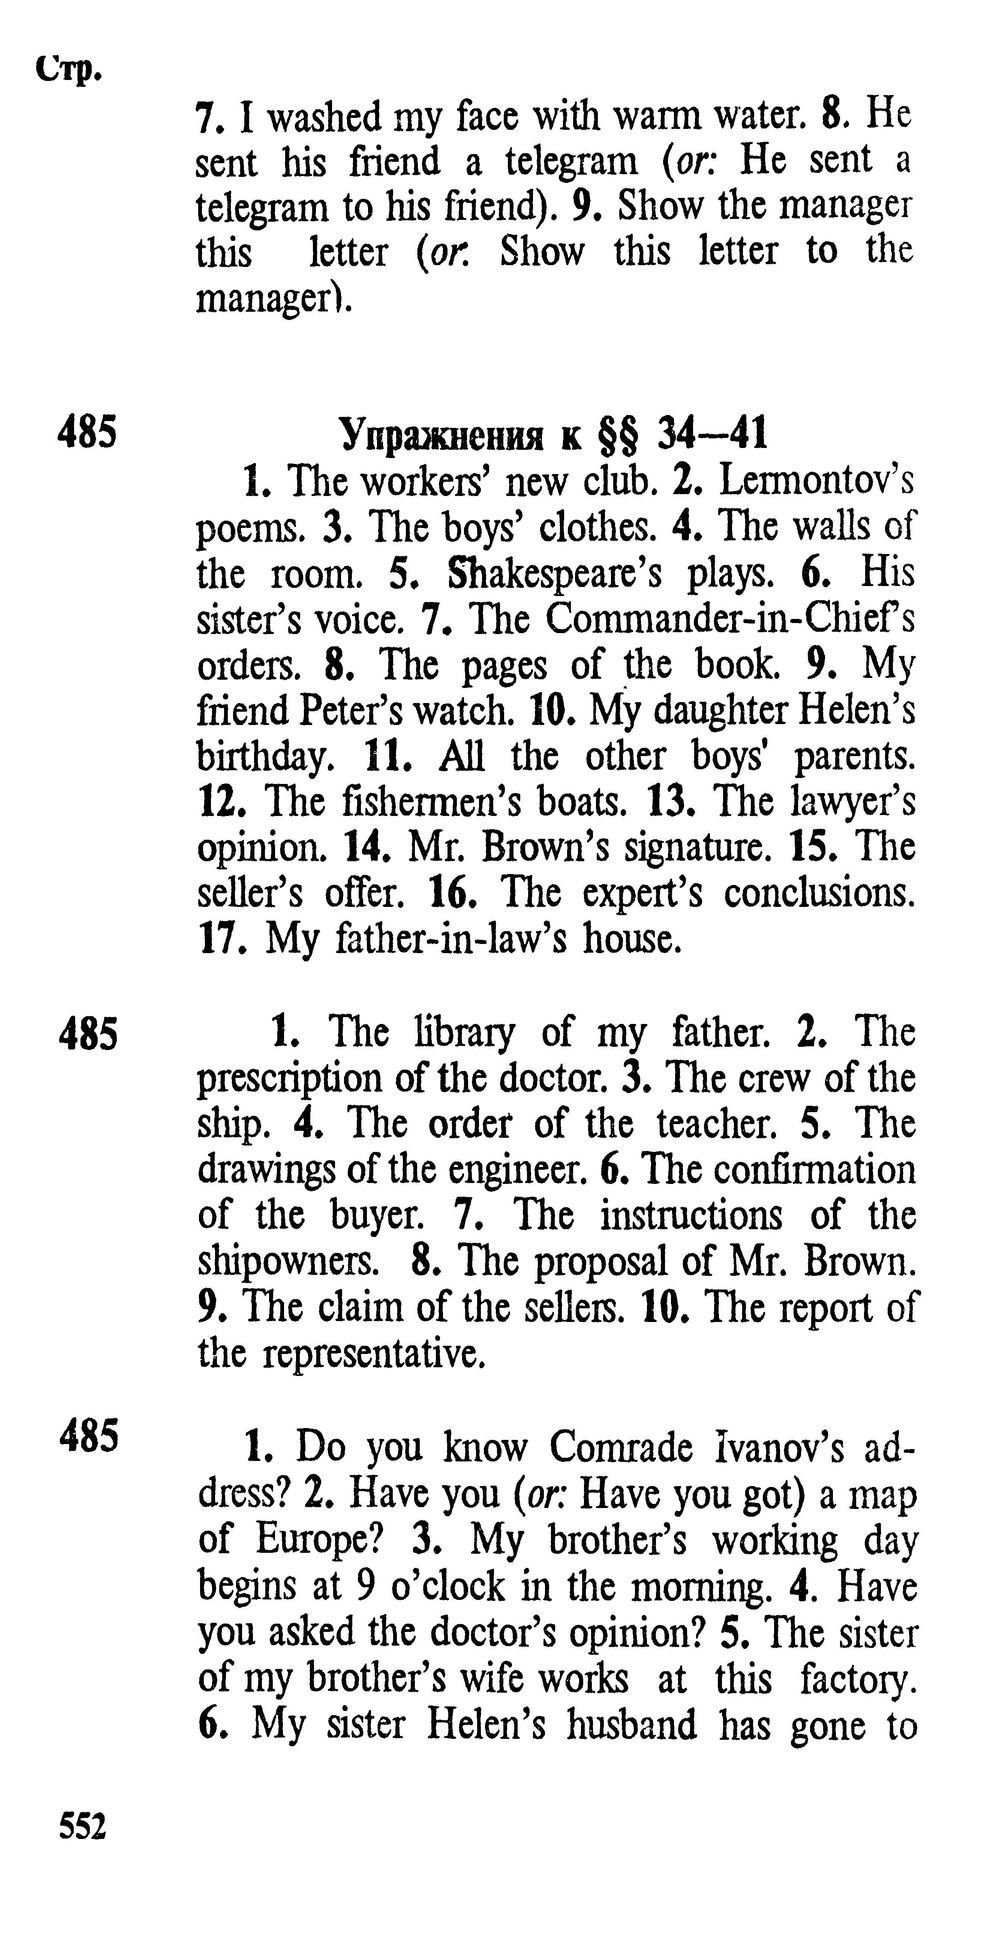 Стр.
7. I washed my face with warm water. 8. He
sent his friend a telegram (or: He sent a
telegram to his friend). 9. Show the manager
this letter (or: Show this letter to the
manager).
485 Упражнения к §§ 34—41
1. The workers’ new club. 2. Lermontov’s
poems. 3. The boys’ clothes. 4. The walls of
the room. 5. Shakespeare’s plays. 6. His
sister’s voice. 7. The Commander-in-Chief’s
orders. 8. The pages of the book. 9. My
friend Peter’s watch. 10. My daughter Helen’s
birthday. 11. All the other boys' parents.
12. The fishermen’s boats. 13. The lawyer’s
opinion. 14. Mr. Brown’s signature. 15. The
seller’s offer. 16. The expert’s conclusions.
17. My father-in-law’s house.
485 1. The library of my father. 2. The
prescription of the doctor. 3. The crew of the
ship. 4. The order of the teacher. 5. The
drawings of the engineer. 6. The confirmation
of the buyer. 7. The instructions of the
shipowners. 8. The proposal of Mr. Brown.
9. The claim of the sellers. 10. The report of
the representative.
485 1. Do you know Comrade Ivanov’s ad-
dress? 2. Have you (or: Have you got) a map
of Europe? 3. My brother’s working day
begins at 9 o’clock in the morning. 4. Have
you asked the doctor’s opinion? 5. The sister
of my brother’s wife works at this factory.
6. My sister Helen’s husband has gone to
552